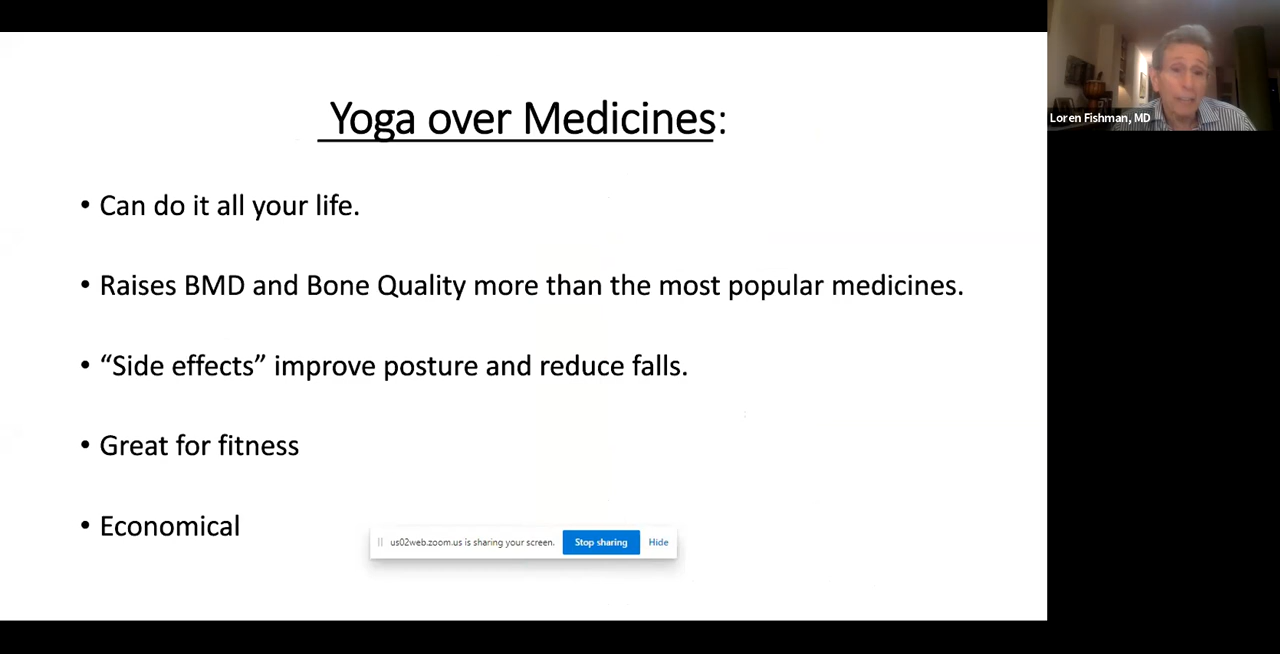 Yoga over Medicines:
• Can do it all your life.
• Raises BMD and Bone Quality more than the most popular medicines.
• “Side effects” improve posture and reduce falls.
• Great for fitness
• Economical
us02web.zoom.us is sharing your screen. Stop sharing Hide
Loren Fishman, MD